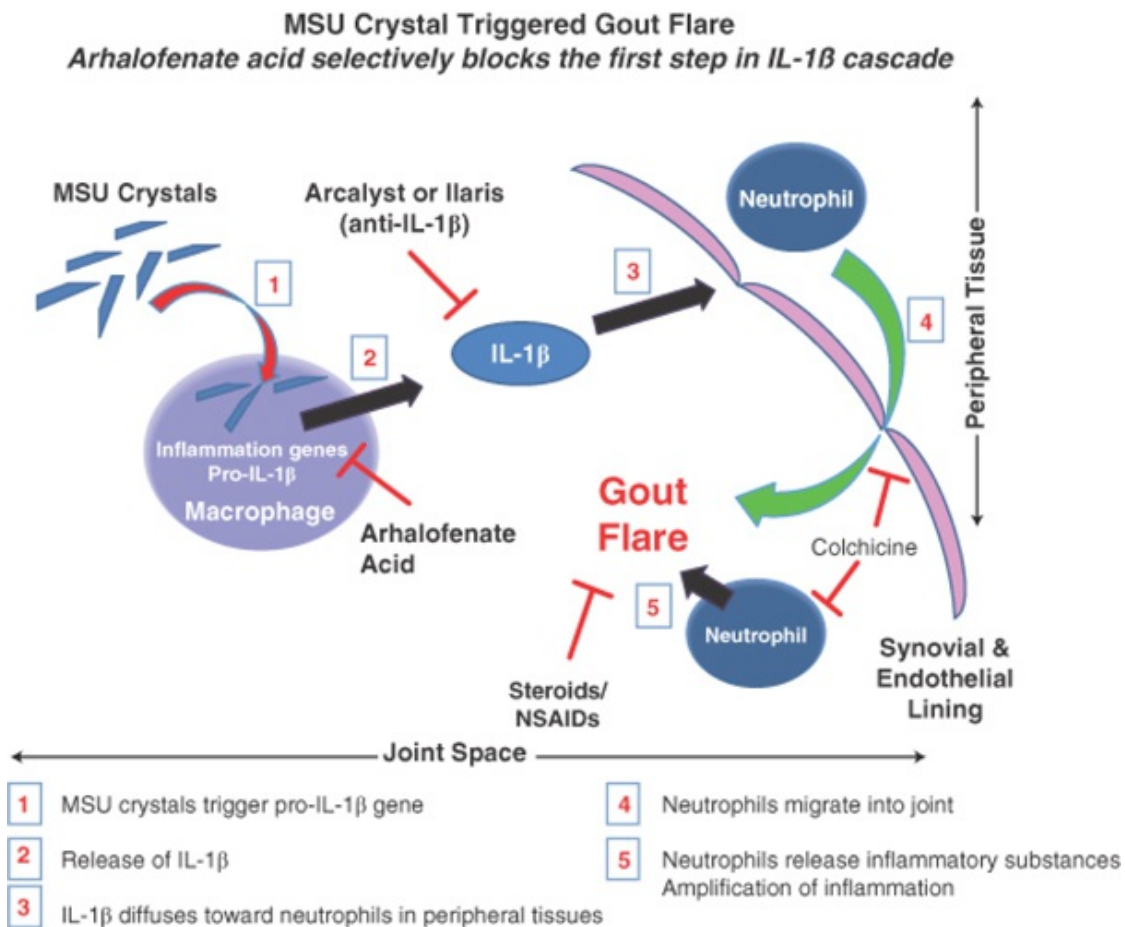 MSU Crystal Triggered Gout Flare
Arhalofenate acid selectively blocks the first step in IL-1ß cascade
MSU Crystals
Arcalyst or Ilaris
(anti-IL-1β)
Neutrophil
Peripheral Tissue
1
3
4
2
IL-1β
Inflammation genes
Pro-IL-1β
Macrophage
Arhalofenate
Acid
Gout
Flare
Colchicine
5
Neutrophil
Steroids/
NSAIDs
Synovial &
Endothelial
Lining
Joint Space
1 MSU crystals trigger pro-IL-1β gene
2 Release of IL-1β
3 IL-1β diffuses toward neutrophils in peripheral tissues
4 Neutrophils migrate into joint
5 Neutrophils release inflammatory substances
Amplification of inflammation